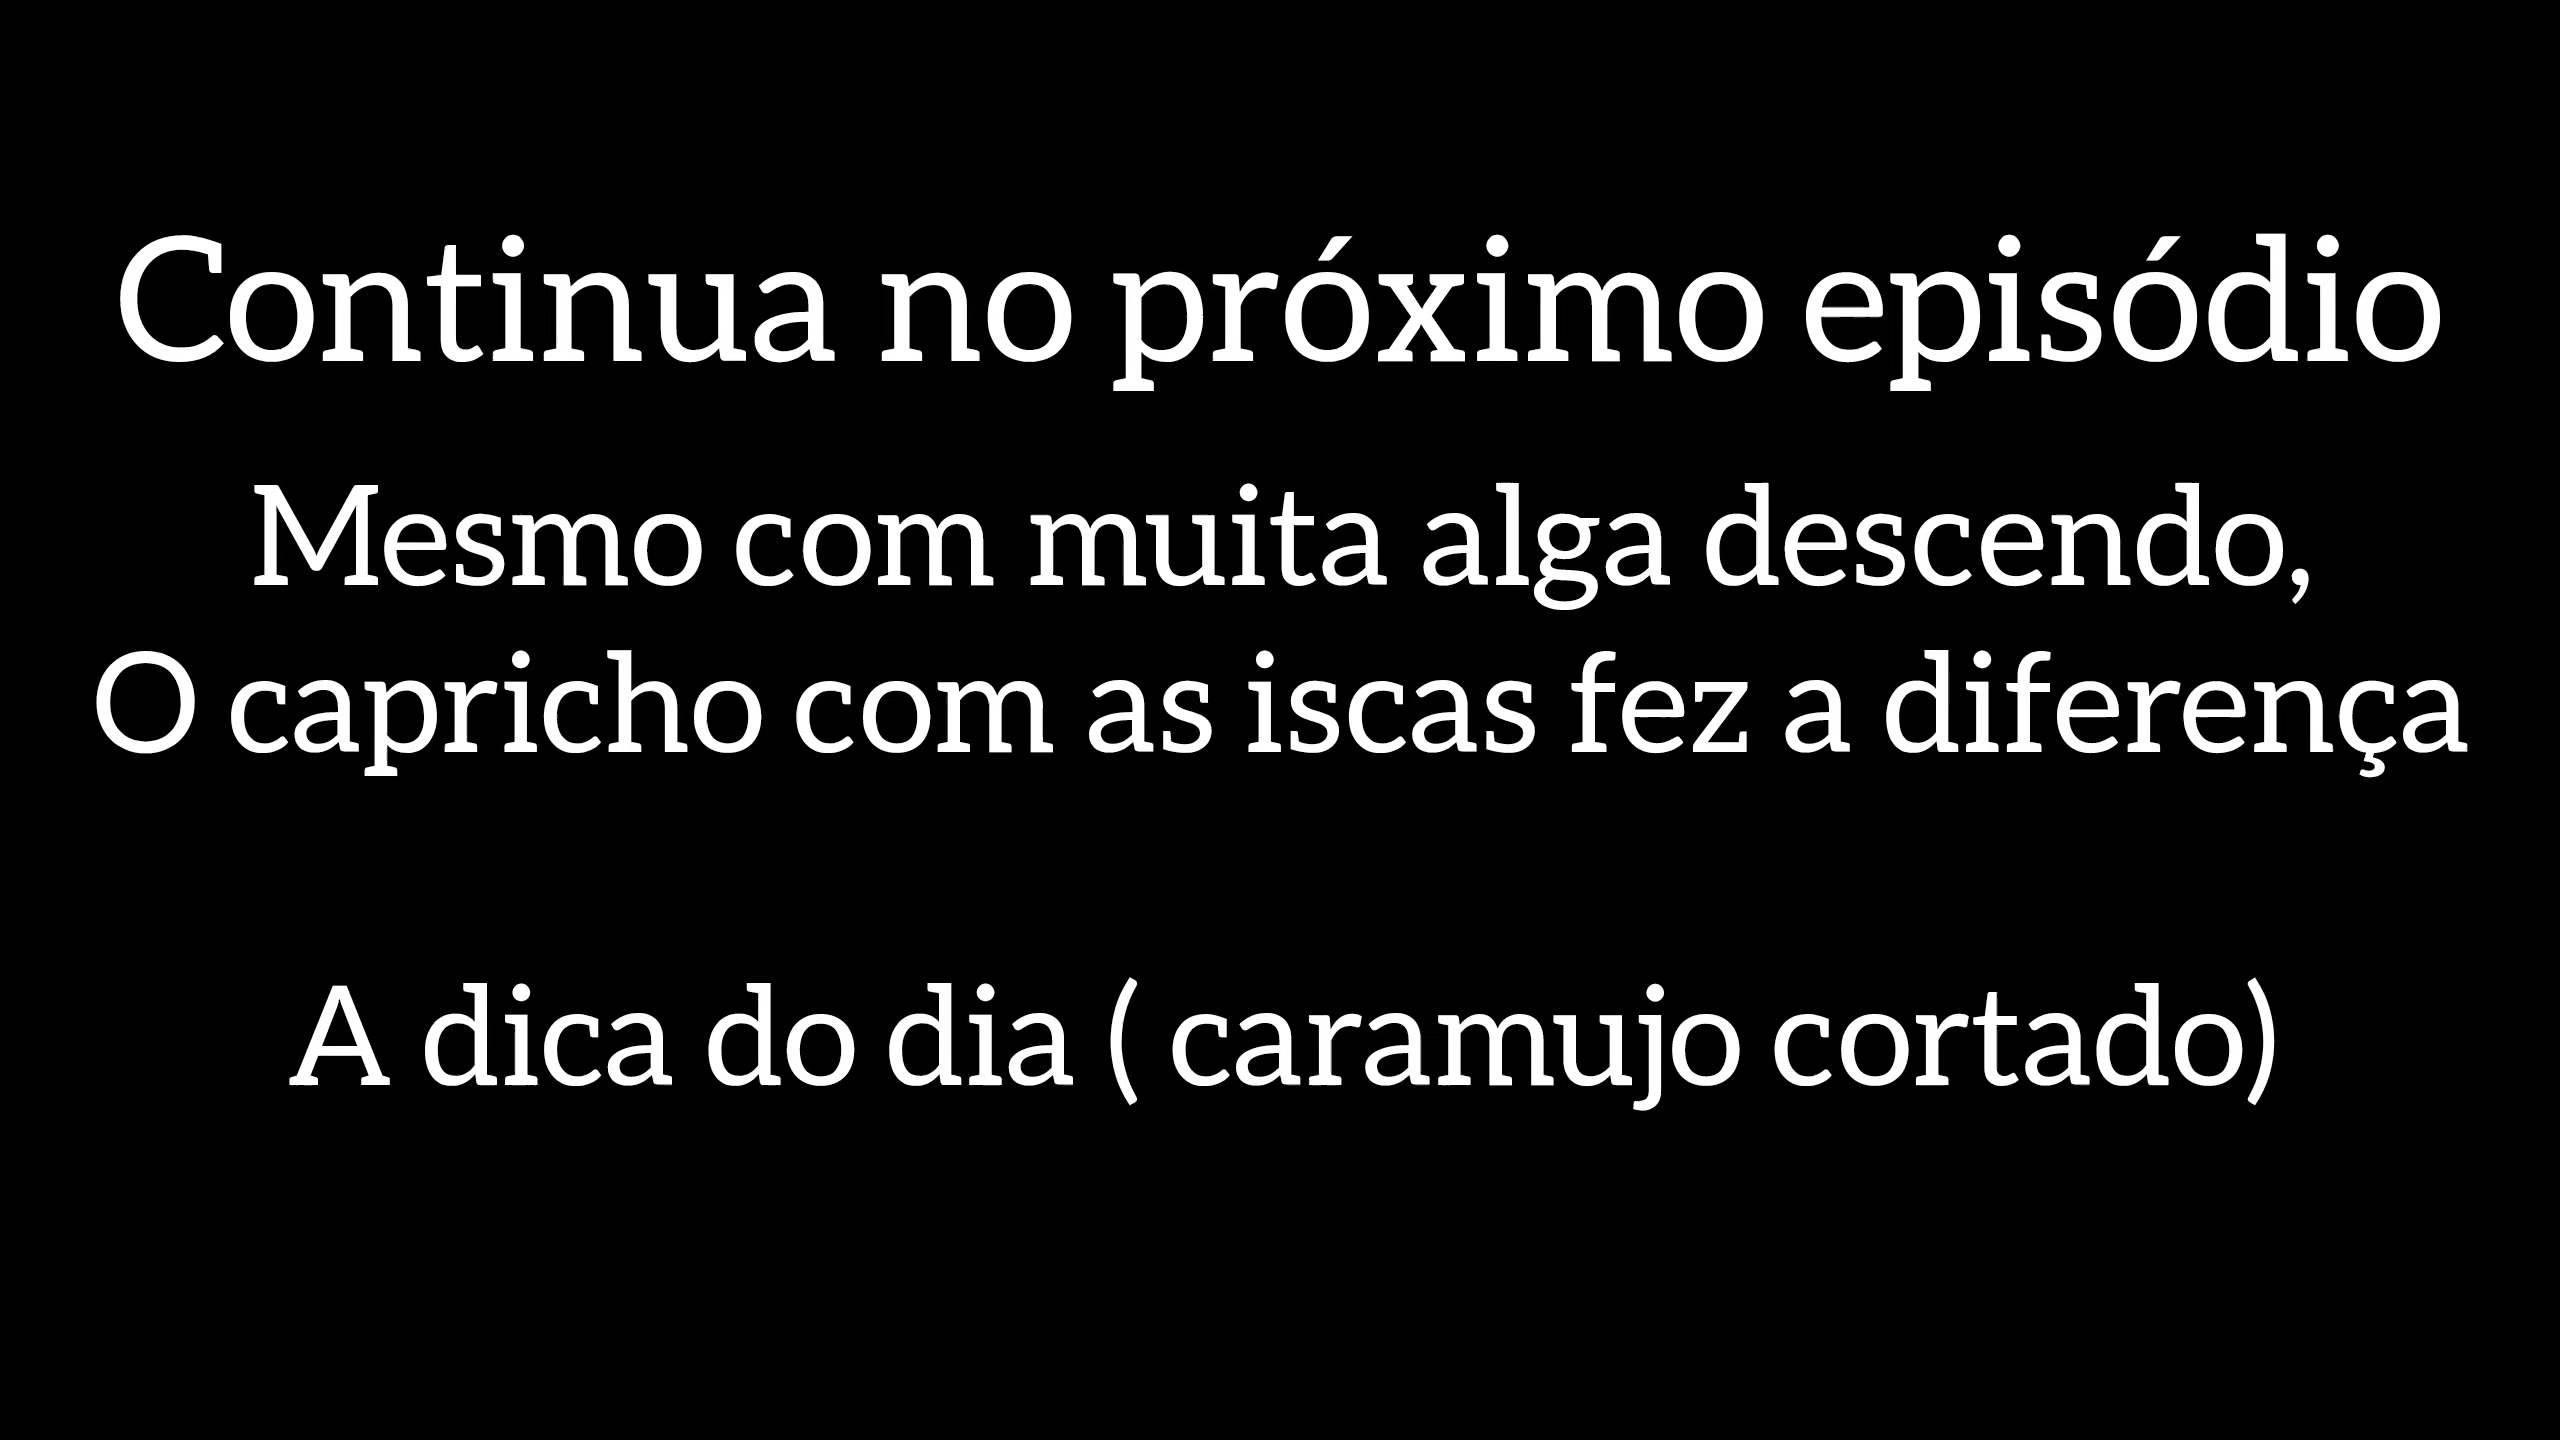 Continua no próximo episódio
Mesmo com muita alga descendo,
O capricho com as iscas fez a diferença
A dica do dia ( caramujo cortado)